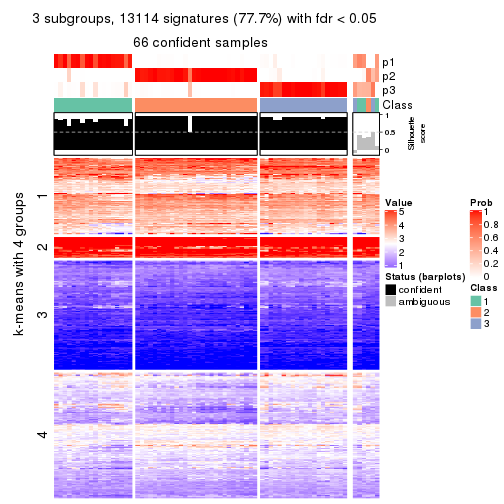 3 subgroups, 13114 signatures (77.7%) with fdr < 0.05
66 confident samples
p1
p2
p3
Class
1
0.5
0
Silhouette
score
k-means with 4 groups
1
2
3
4
Value
5
4
3
2
1
Status (barplots)
confident
ambiguous
Prob
1
0.8
0.6
0.4
0.2
0
Class
1
2
3